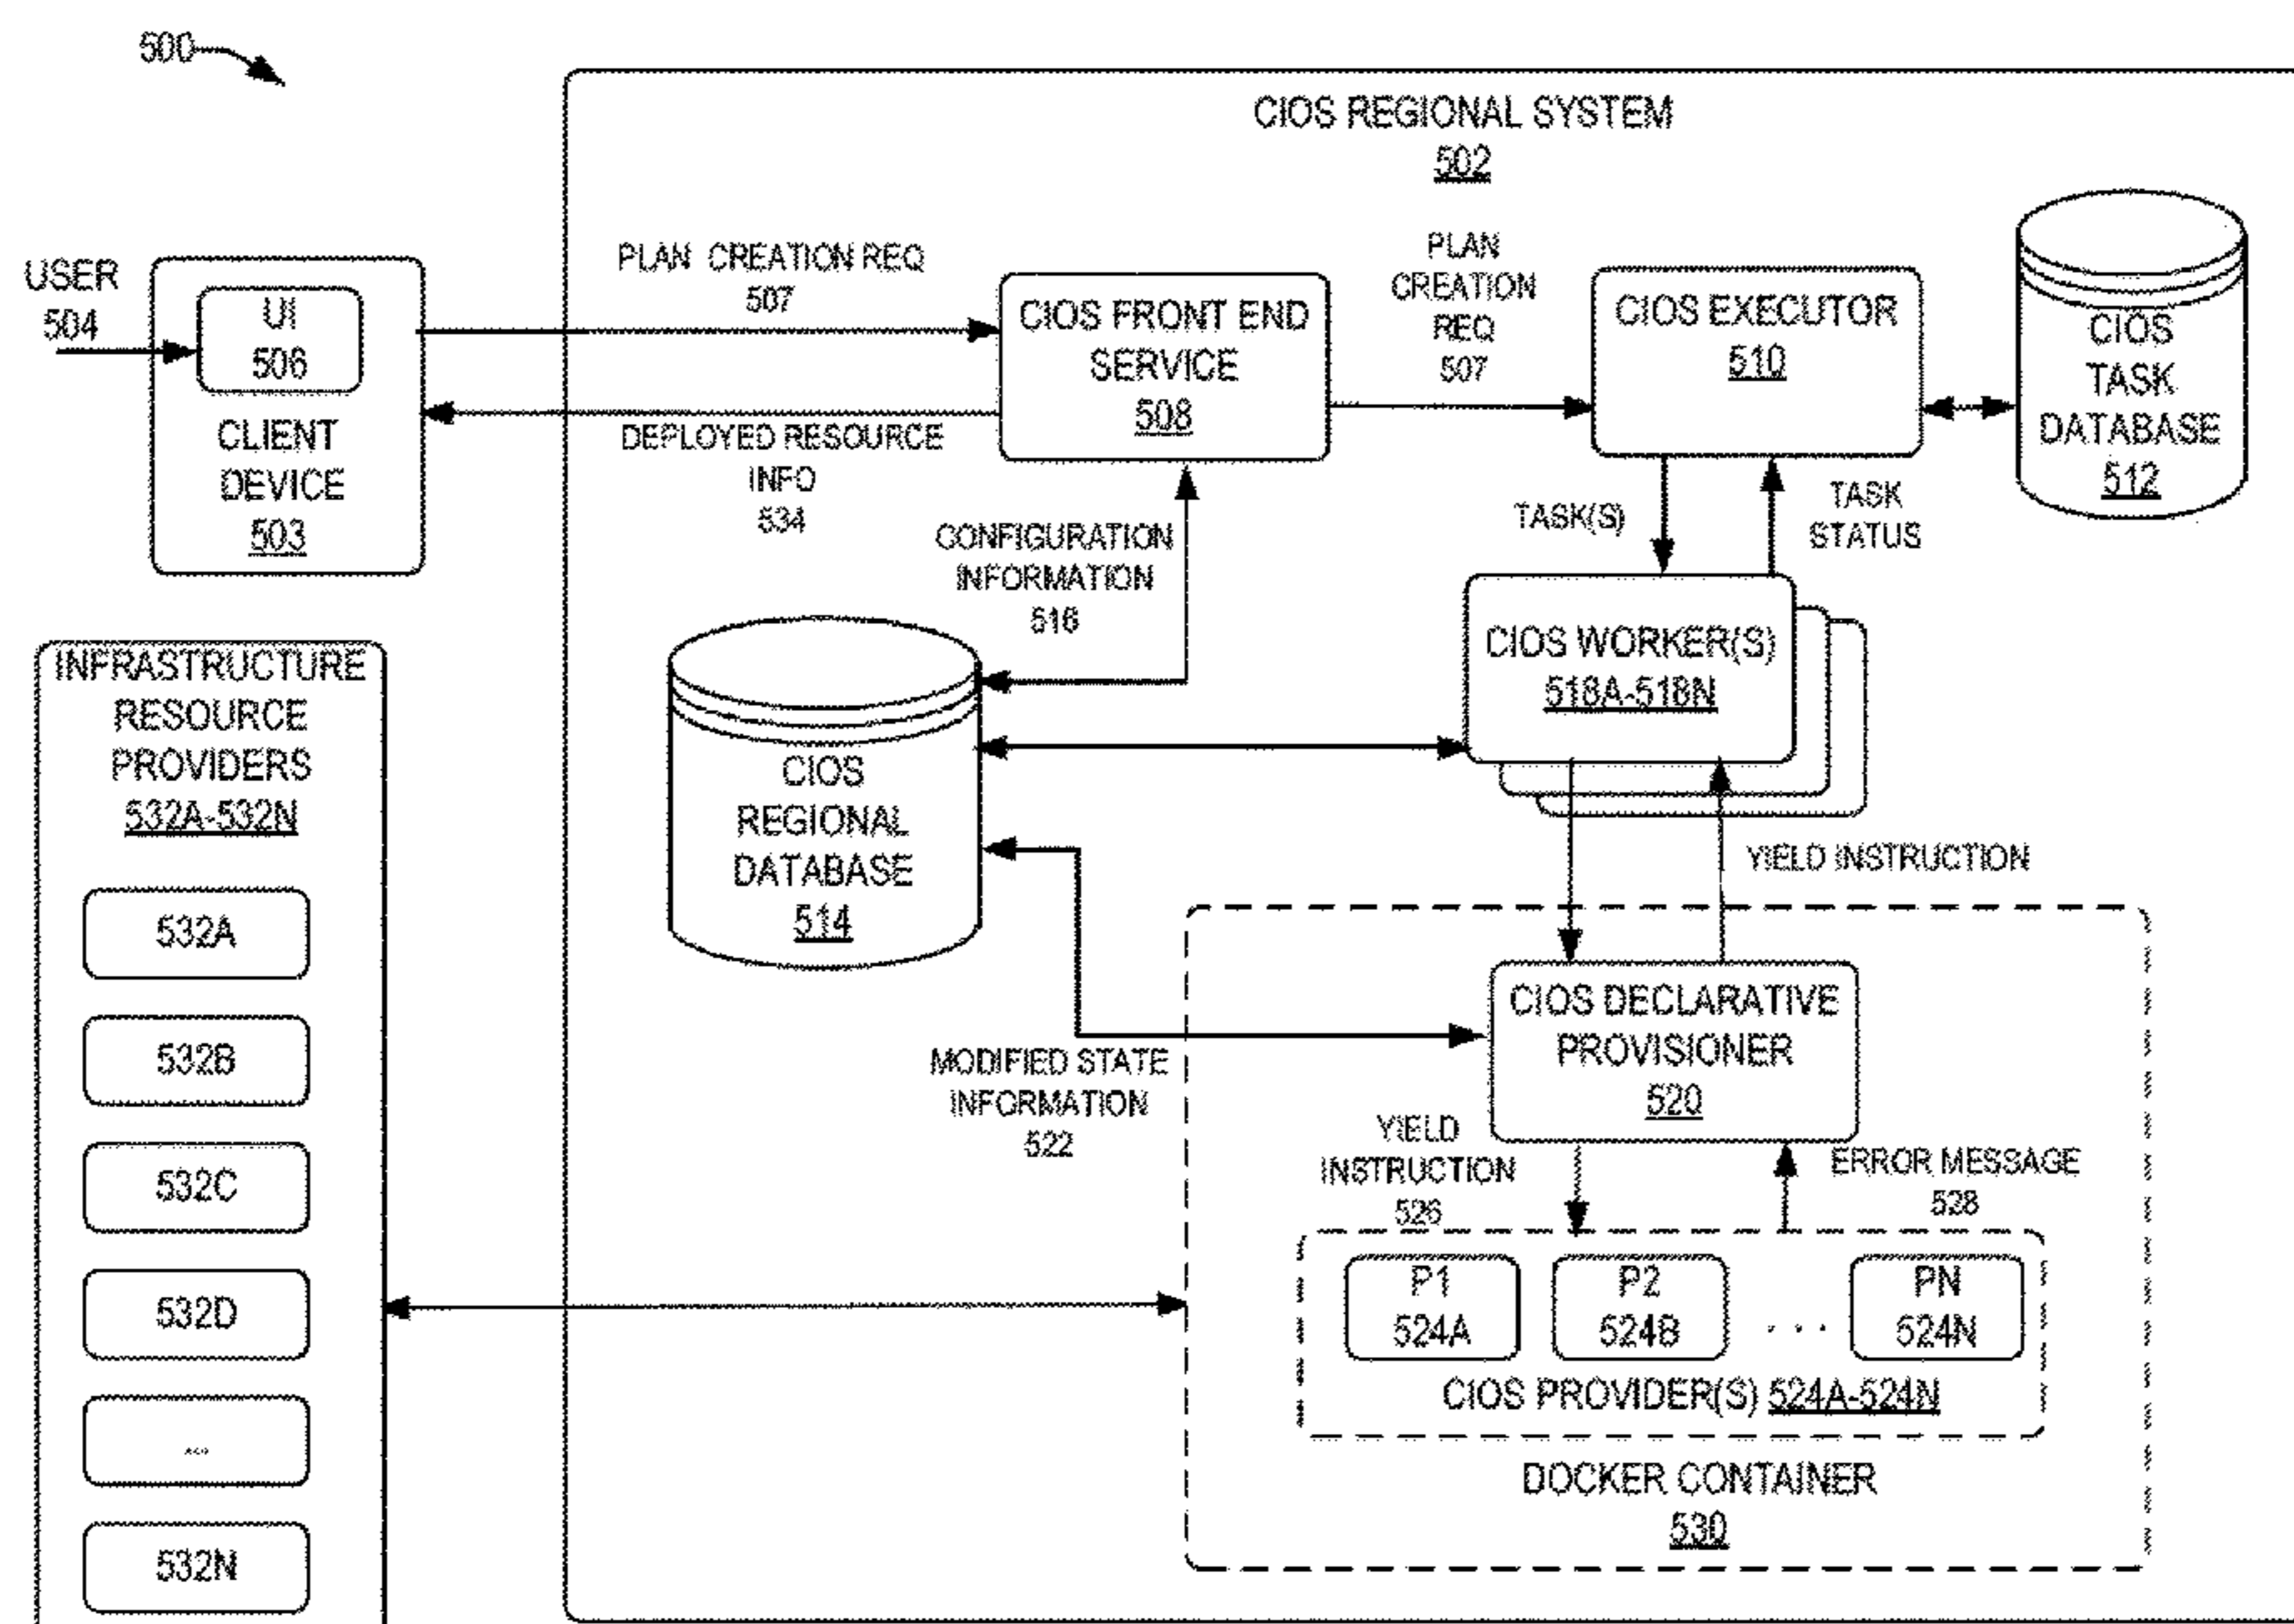 500
CIOS REGIONAL SYSTEM
502
USER
504
UI
506
CLIENT
DEVICE
503
PLAN CREATION REQ
507
DEPLOYED RESOURCE
INFO
534
CIOS FRONT END
SERVICE
508
PLAN
CREATION
REQ
507
CIOS EXECUTOR
510
CIOS
TASK
DATABASE
512
CONFIGURATION
INFORMATION
516
TASK(S)
TASK
STATUS
CIOS WORKER(S)
518A-518N
CIOS
REGIONAL
DATABASE
514
YIELD INSTRUCTION
INFRASTRUCTURE
RESOURCE
PROVIDERS
532A-532N
532A
532B
532C
532D
...
532N
MODIFIED STATE
INFORMATION
522
CIOS DECLARATIVE
PROVISIONER
520
YIELD
INSTRUCTION
526
ERROR MESSAGE
528
P1
524A
P2
524B
. . .
PN
524N
CIOS PROVIDER(S) 524A-524N
DOCKER CONTAINER
530